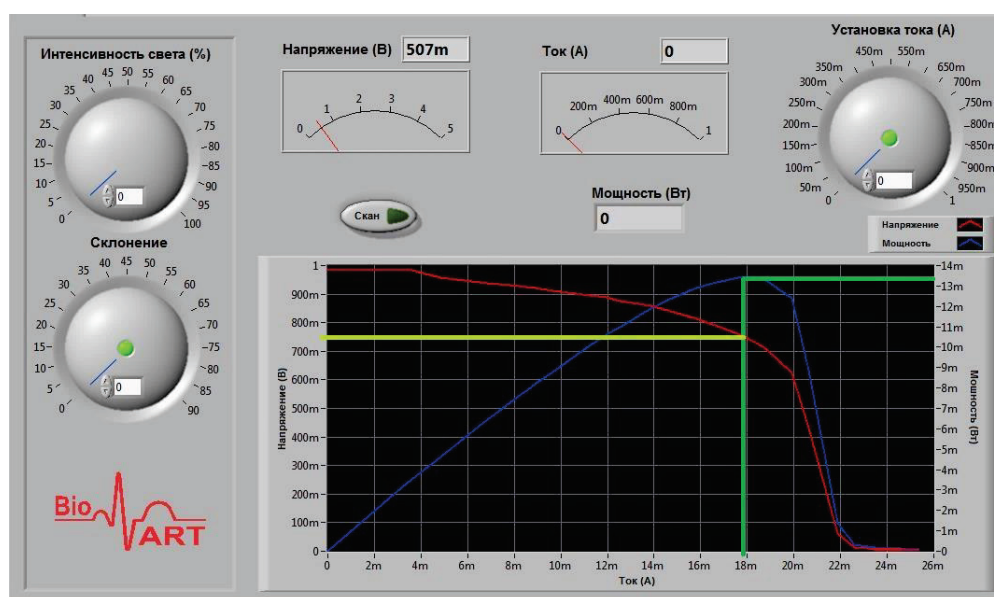 Интенсивность света (%)
40 45 50 55 60
35 65
30 70
25 75
20 80
15 85
10 90
5 95
0 100
0
Склонение
40 45 50
35 55
30 60
25 65
20 70
15 75
10 80
5 85
0 90
0
Bio
ART
Напряжение (В) 507m
0 1 2 3 4 5
Ток (А) 0
0 200m 400m 600m 800m 1
Скан
Мощность (Вт)
0
Установка тока (А)
450m 550m
350m 650m
300m 700m
250m 750m
200m 800m
150m 850m
100m 900m
50m 950m
0 1
0
Напряжение
Мощность
Напряжение (В)
1
900m
800m
700m
600m
500m
400m
300m
200m
100m
0
0 2m 4m 6m 8m 10m 12m 14m 16m 18m 20m 22m 24m 26m
Ток (А)
14m
13m
12m
11m
10m
9m
8m
7m
6m
5m
4m
3m
2m
1m
0
Мощность (Вт)